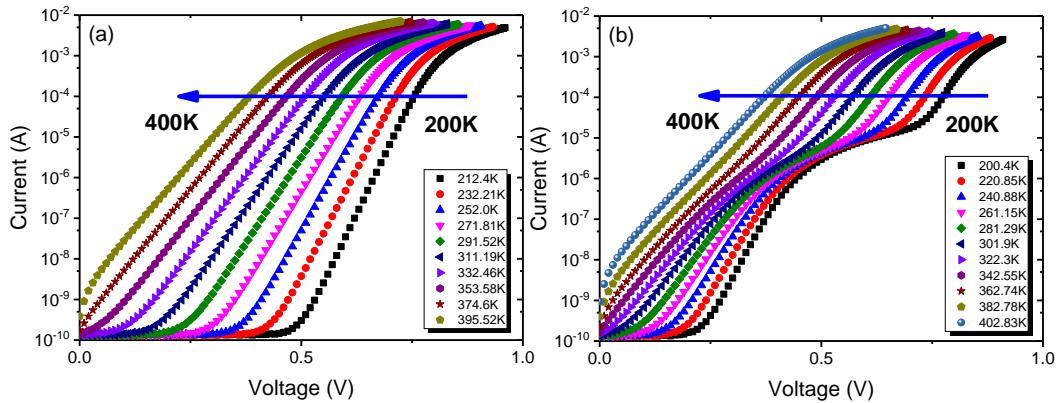 (a)
400K
200K
212.4K
232.21K
252.0K
271.81K
291.52K
311.19K
332.46K
353.58K
374.6K
395.52K
10⁻²
10⁻³
10⁻⁴
10⁻⁵
10⁻⁶
10⁻⁷
10⁻⁸
10⁻⁹
10⁻¹⁰
Current (A)
0.0
0.5
1.0
Voltage (V)
(b)
400K
200K
200.4K
220.85K
240.88K
261.15K
281.29K
301.9K
322.3K
342.55K
362.74K
382.78K
402.83K
10⁻²
10⁻³
10⁻⁴
10⁻⁵
10⁻⁶
10⁻⁷
10⁻⁸
10⁻⁹
10⁻¹⁰
Current (A)
0.0
0.5
1.0
Voltage (V)